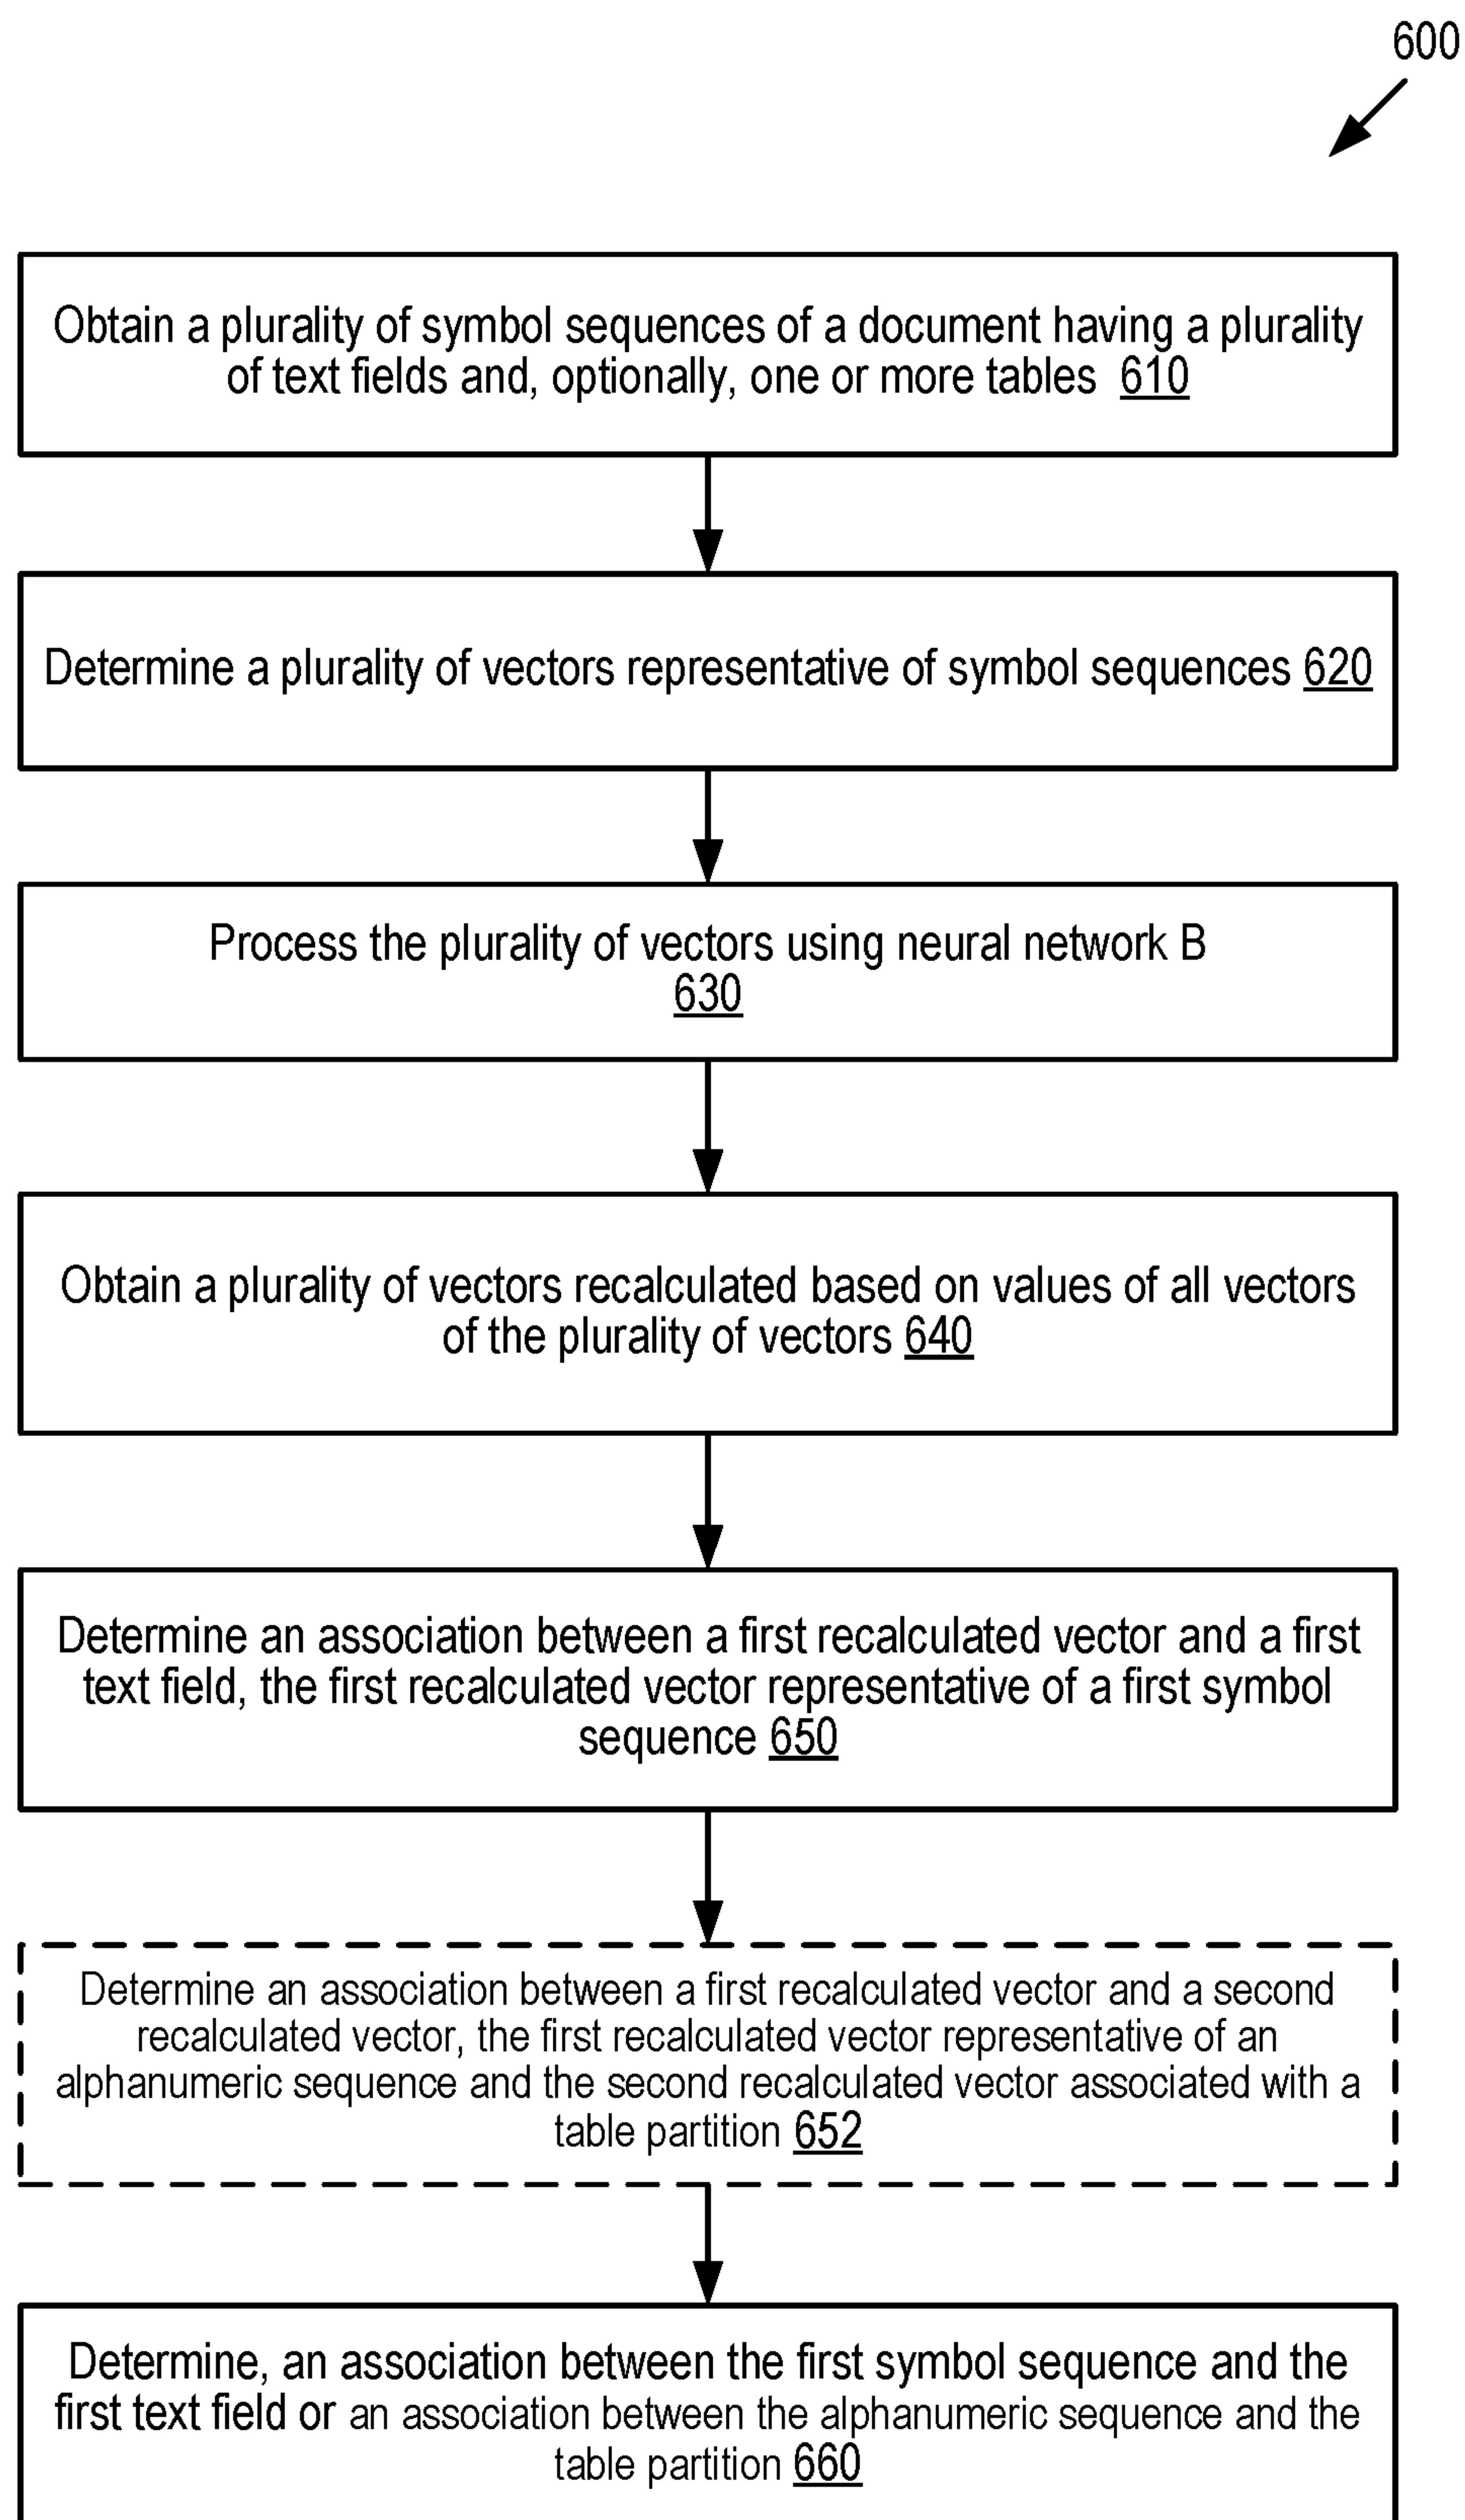 600
Obtain a plurality of symbol sequences of a document having a plurality
of text fields and, optionally, one or more tables 610
Determine a plurality of vectors representative of symbol sequences 620
Process the plurality of vectors using neural network B
630
Obtain a plurality of vectors recalculated based on values of all vectors
of the plurality of vectors 640
Determine an association between a first recalculated vector and a first
text field, the first recalculated vector representative of a first symbol
sequence 650
Determine an association between a first recalculated vector and a second
recalculated vector, the first recalculated vector representative of an
alphanumeric sequence and the second recalculated vector associated with a
table partition 652
Determine, an association between the first symbol sequence and the
first text field or an association between the alphanumeric sequence and the
table partition 660